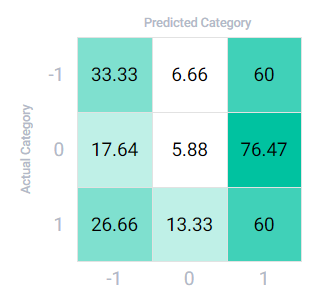 Predicted Category
Actual Category
-1 33.33 6.66 60
0 17.64 5.88 76.47
1 26.66 13.33 60
-1 0 1